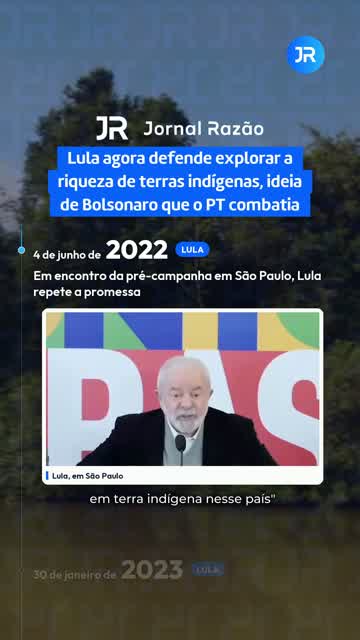 JR
JR Jornal Razão
Lula agora defende explorar a
riqueza de terras indígenas, ideia
de Bolsonaro que o PT combatia
4 de junho de 2022 LULA
Em encontro da pré-campanha em São Paulo, Lula
repete a promessa
Lula, em São Paulo
em terra indígena nesse país"
30 de janeiro de 2023 LULA